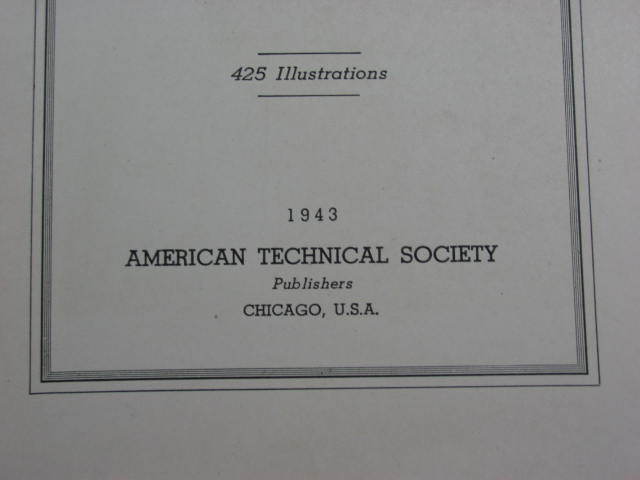 425 Illustrations
1943
AMERICAN TECHNICAL SOCIETY
Publishers
CHICAGO, U.S.A.